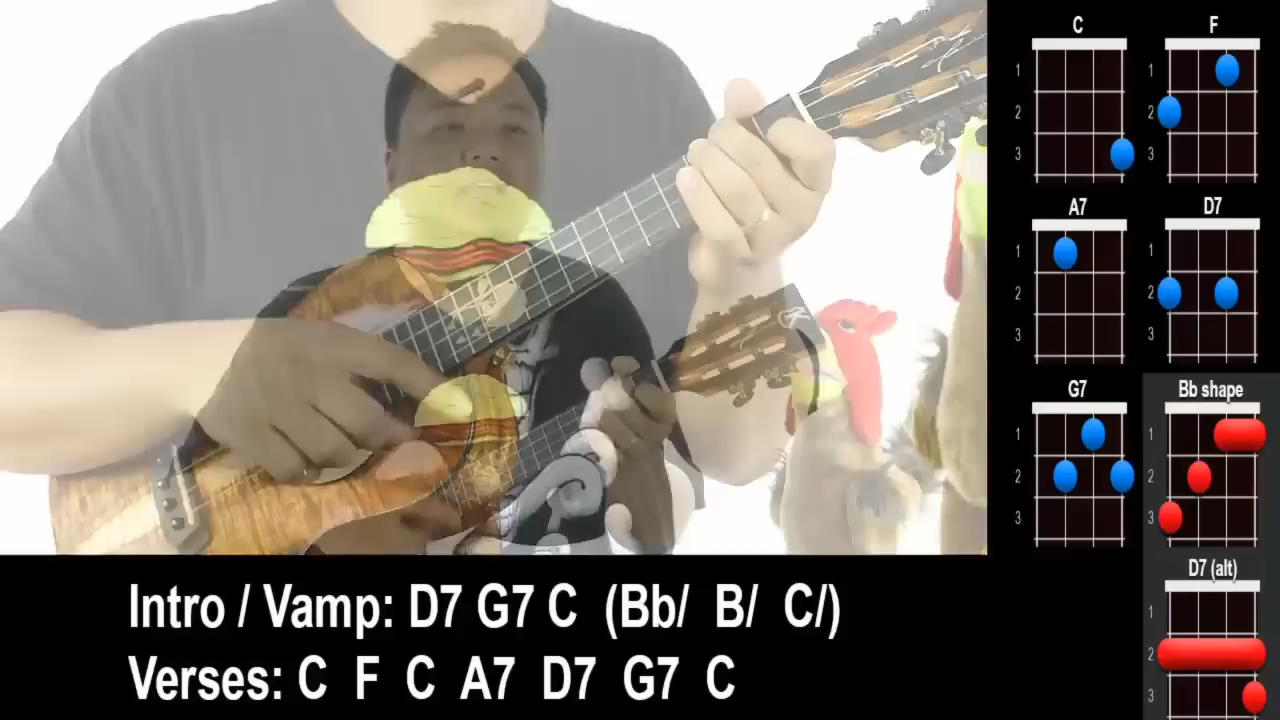 C F
1 1
2 2
3 3
A7 D7
1 1
2 2
3 3
G7 Bb shape
1 1
2 2
3 3
D7 (alt)
1
2
3
Intro / Vamp: D7 G7 C (Bb/ B/ C/)
Verses: C F C A7 D7 G7 C